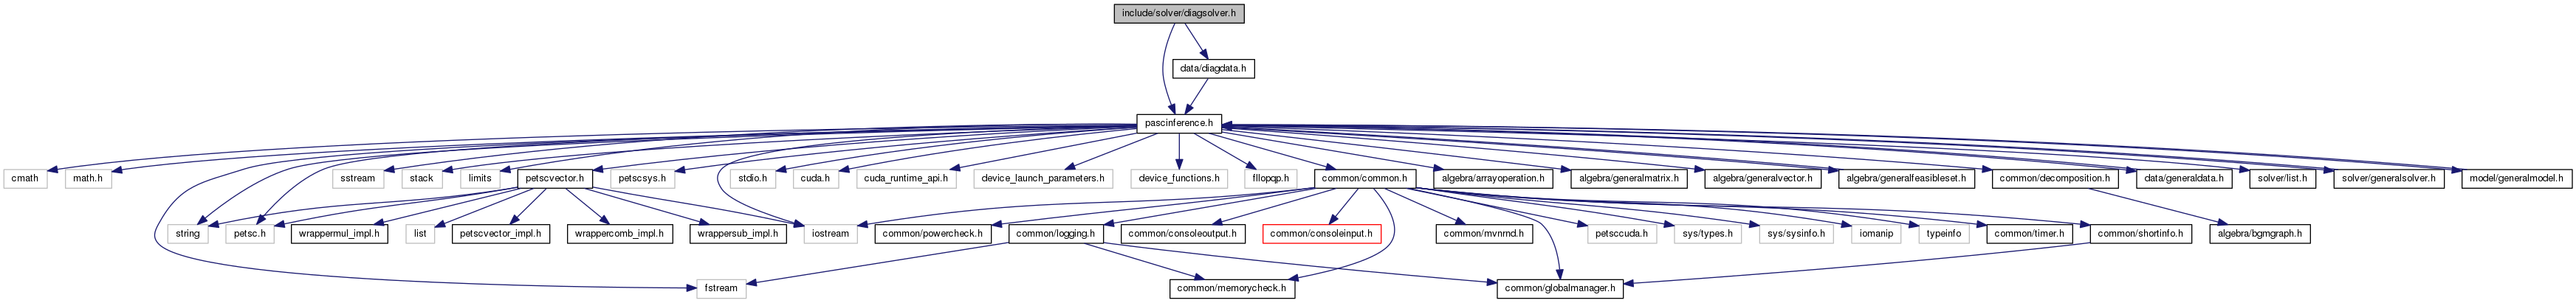 include/solver/diagsolver.h
data/diagdata.h
pascinference.h
cmath
math.h
sstream
stack
limits
petscvector.h
petscsys.h
stdio.h
cuda.h
cuda_runtime_api.h
device_launch_parameters.h
device_functions.h
fllopqp.h
common/common.h
algebra/arrayoperation.h
algebra/generalmatrix.h
algebra/generalvector.h
algebra/generalfeasibleset.h
common/decomposition.h
data/generaldata.h
solver/list.h
solver/generalsolver.h
model/generalmodel.h
string
petsc.h
wrappermul_impl.h
list
petscvector_impl.h
wrappercomb_impl.h
wrappersub_impl.h
iostream
common/powercheck.h
common/logging.h
common/consoleoutput.h
common/consoleinput.h
common/mvnrnd.h
petsccuda.h
sys/types.h
sys/sysinfo.h
iomanip
typeinfo
common/timer.h
common/shortinfo.h
algebra/bgmgraph.h
fstream
common/memorycheck.h
common/globalmanager.h